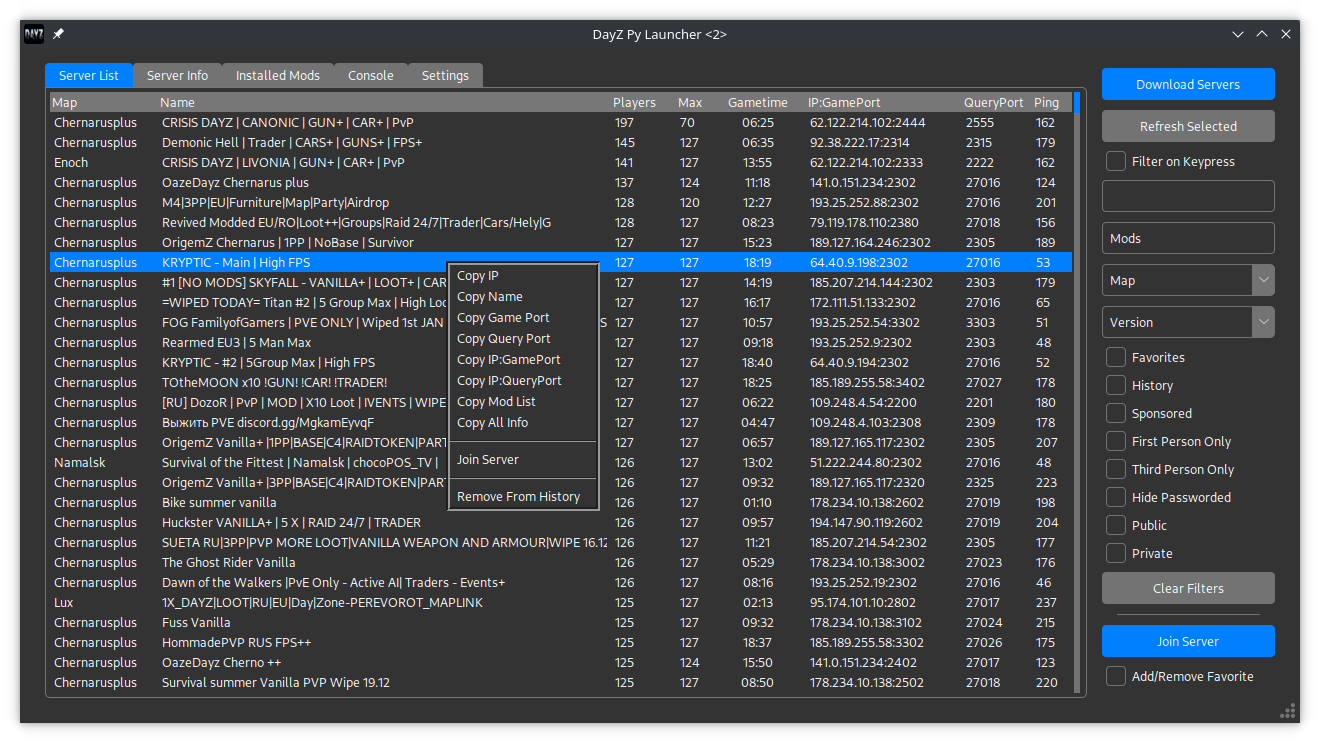 DAYZ DayZ Py Launcher <2>
Server List Server Info Installed Mods Console Settings
Map Name Players Max Gametime IP:GamePort QueryPort Ping
Chernarusplus CRISIS DAYZ | CANONIC | GUN+ | CAR+ | PvP 197 70 06:25 62.122.214.102:2444 2555 162
Chernarusplus Demonic Hell | Trader | CARS+ | GUNS+ | FPS+ 145 127 06:35 92.38.222.17:2314 2315 179
Enoch CRISIS DAYZ | LIVONIA | GUN+ | CAR+ | PvP 141 127 13:55 62.122.214.102:2333 2222 162
Chernarusplus OazeDayz Chernarus plus 137 124 11:18 141.0.151.234:2302 27016 124
Chernarusplus M4|3PP|EU|Furniture|Map|Party|Airdrop 128 120 12:27 193.25.252.88:2302 27016 201
Chernarusplus Revived Modded EU/RO|Loot++|Groups|Raid 24/7|Trader|Cars/Hely|G 128 127 08:23 79.119.178.110:2380 27018 156
Chernarusplus OrigemZ Chernarus | 1PP | NoBase | Survivor 127 127 15:23 189.127.164.246:2302 2305 189
Chernarusplus KRYPTIC - Main | High FPS 127 127 18:19 64.40.9.198:2302 27016 53
Chernarusplus #1 [NO MODS] SKYFALL - VANILLA+ | LOOT+ | CAR 127 127 14:19 185.207.214.144:2302 2303 179
Chernarusplus =WIPED TODAY= Titan #2 | 5 Group Max | High Loo 127 127 16:17 172.111.51.133:2302 27016 65
Chernarusplus FOG FamilyofGamers | PVE ONLY | Wiped 1st JAN S 127 127 10:57 193.25.252.54:3302 3303 51
Chernarusplus Rearmed EU3 | 5 Man Max 127 127 09:18 193.25.252.9:2302 2303 48
Chernarusplus KRYPTIC - #2 | 5Group Max | High FPS 127 127 18:40 64.40.9.194:2302 27016 52
Chernarusplus TOtheMOON x10 !GUN! !CAR! !TRADER! 127 127 18:25 185.189.255.58:3402 27027 178
Chernarusplus [RU] DozoR | PvP | MOD | X10 Loot | IVENTS | WIPE 127 127 06:22 109.248.4.54:2200 2201 180
Chernarusplus Выжить PVE discord.gg/MgkamEyvqF 127 127 04:47 109.248.4.103:2308 2309 178
Chernarusplus OrigemZ Vanilla+ |1PP|BASE|C4|RAIDTOKEN|PART 127 127 06:57 189.127.165.117:2302 2305 207
Namalsk Survival of the Fittest | Namalsk | chocoPOS_TV | 126 127 13:02 51.222.244.80:2302 27016 48
Chernarusplus OrigemZ Vanilla+ |3PP|BASE|C4|RAIDTOKEN|PART 126 127 09:32 189.127.165.117:2320 2325 223
Chernarusplus Bike summer vanilla 126 127 01:10 178.234.10.138:2602 27019 198
Chernarusplus Huckster VANILLA+ | 5 X | RAID 24/7 | TRADER 126 127 09:57 194.147.90.119:2602 27019 204
Chernarusplus SUETA RU|3PP|PVP MORE LOOT|VANILLA WEAPON AND ARMOUR|WIPE 16.12 126 127 11:21 185.207.214.54:2302 2305 177
Chernarusplus The Ghost Rider Vanilla 126 127 05:29 178.234.10.138:3002 27023 176
Chernarusplus Dawn of the Walkers |PvE Only - Active AI| Traders - Events+ 126 127 08:16 193.25.252.19:2302 27016 46
Lux 1X_DAYZ|LOOT|RU|EU|Day|Zone-PEREVOROT_MAPLINK 125 127 02:13 95.174.101.10:2802 27017 237
Chernarusplus Fuss Vanilla 125 127 09:32 178.234.10.138:3102 27024 215
Chernarusplus HommadePVP RUS FPS++ 125 127 18:37 185.189.255.58:3302 27026 175
Chernarusplus OazeDayz Cherno ++ 125 124 15:50 141.0.151.234:2402 27017 123
Chernarusplus Survival summer Vanilla PVP Wipe 19.12 125 127 08:50 178.234.10.138:2502 27018 220
Copy IP
Copy Name
Copy Game Port
Copy Query Port
Copy IP:GamePort
Copy IP:QueryPort
Copy Mod List
Copy All Info
Join Server
Remove From History
Download Servers
Refresh Selected
Filter on Keypress
Mods
Map
Version
Favorites
History
Sponsored
First Person Only
Third Person Only
Hide Passworded
Public
Private
Clear Filters
Join Server
Add/Remove Favorite